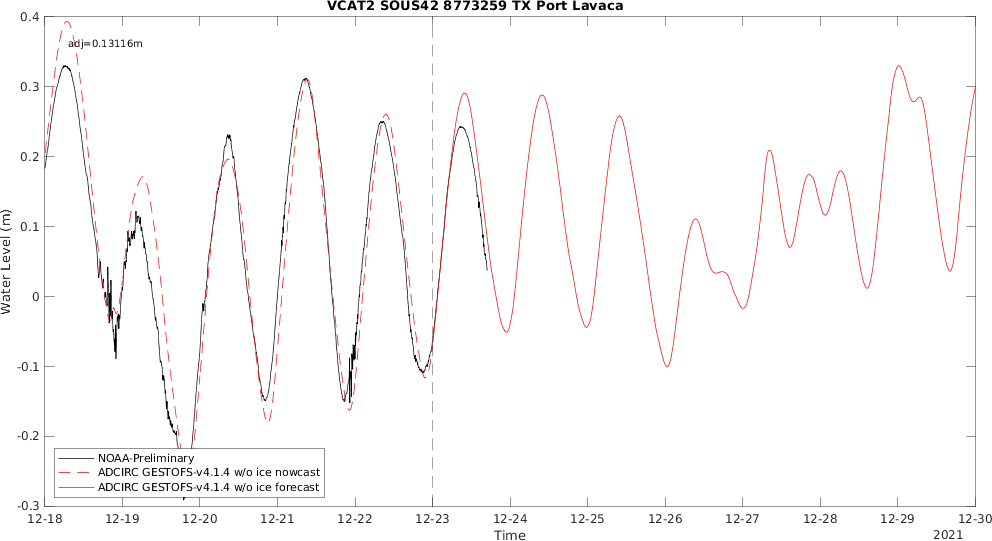 VCAT2 SOUS42 8773259 TX Port Lavaca
adj=0.13116m
Water Level (m)
0.4
0.3
0.2
0.1
0
-0.1
-0.2
-0.3
NOAA-Preliminary
ADCIRC GESTOFS-v4.1.4 w/o ice nowcast
ADCIRC GESTOFS-v4.1.4 w/o ice forecast
12-18 12-19 12-20 12-21 12-22 12-23 12-24 12-25 12-26 12-27 12-28 12-29 12-30
Time
2021